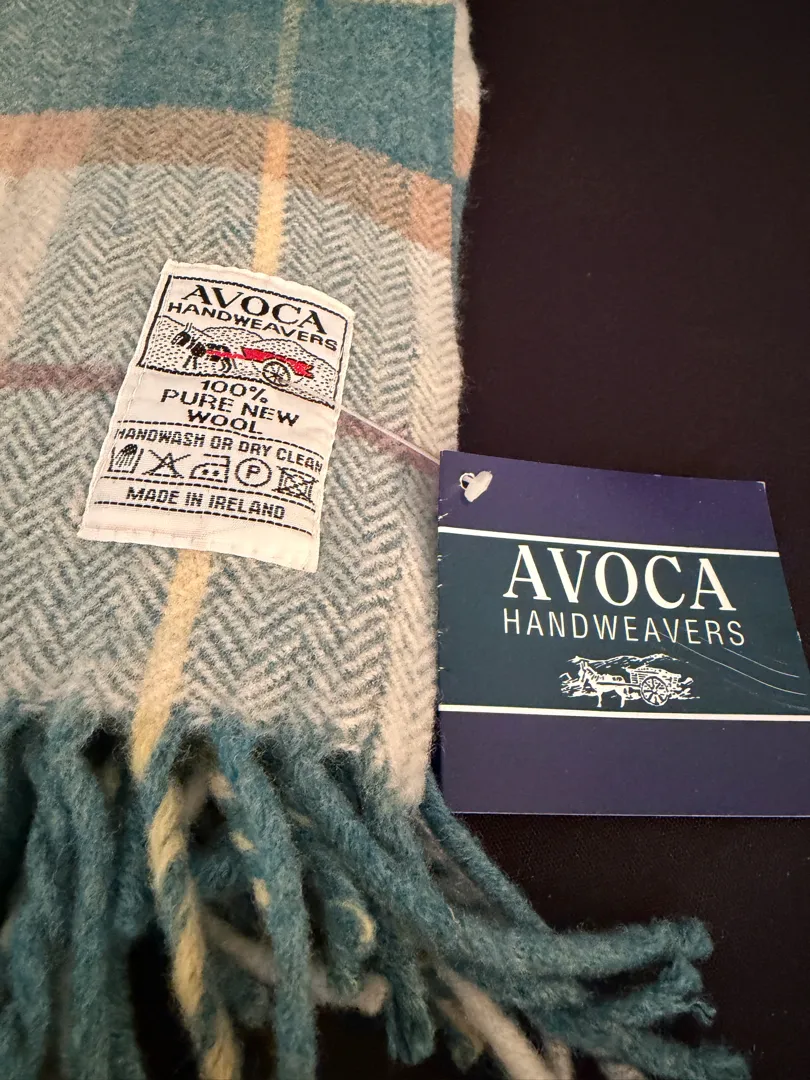 AVOCA
HANDWEAVERS
100%
PURE NEW
WOOL
HANDWASH OR DRY CLEAN
P
MADE IN IRELAND
AVOCA
HANDWEAVERS